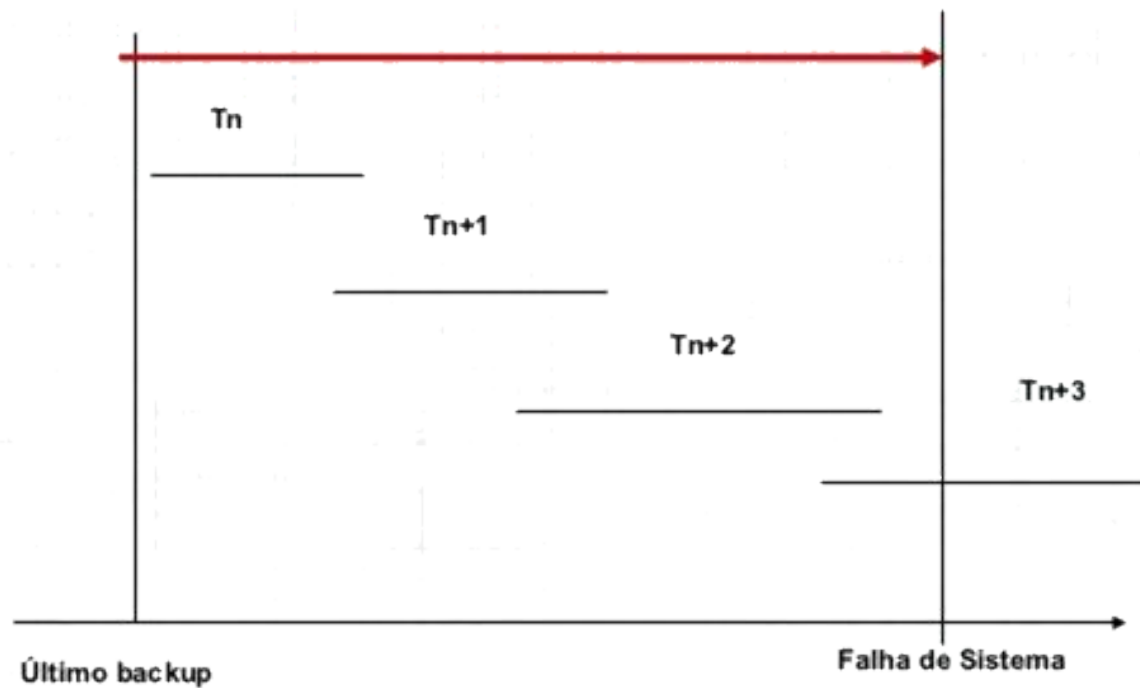 Tn
Tn+1
Tn+2
Tn+3
Último backup
Falha de Sistema